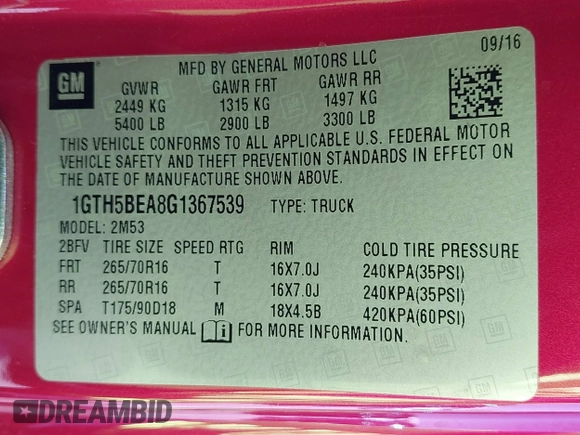 GM
MFD BY GENERAL MOTORS LLC
09/16
GVWR GAWR FRT GAWR RR
2449 KG 1315 KG 1497 KG
5400 LB 2900 LB 3300 LB
THIS VEHICLE CONFORMS TO ALL APPLICABLE U.S. FEDERAL MOTOR
VEHICLE SAFETY AND THEFT PREVENTION STANDARDS IN EFFECT ON
THE DATE OF MANUFACTURE SHOWN ABOVE.
1GTH5BEA8G1367539 TYPE: TRUCK
MODEL: 2M53
2BFV TIRE SIZE SPEED RTG RIM COLD TIRE PRESSURE
FRT 265/70R16 T 16X7.0J 240KPA(35PSI)
RR 265/70R16 T 16X7.0J 240KPA(35PSI)
SPA T175/90D18 M 18X4.5B 420KPA(60PSI)
SEE OWNER'S MANUAL FOR MORE INFORMATION.
DREAMBID